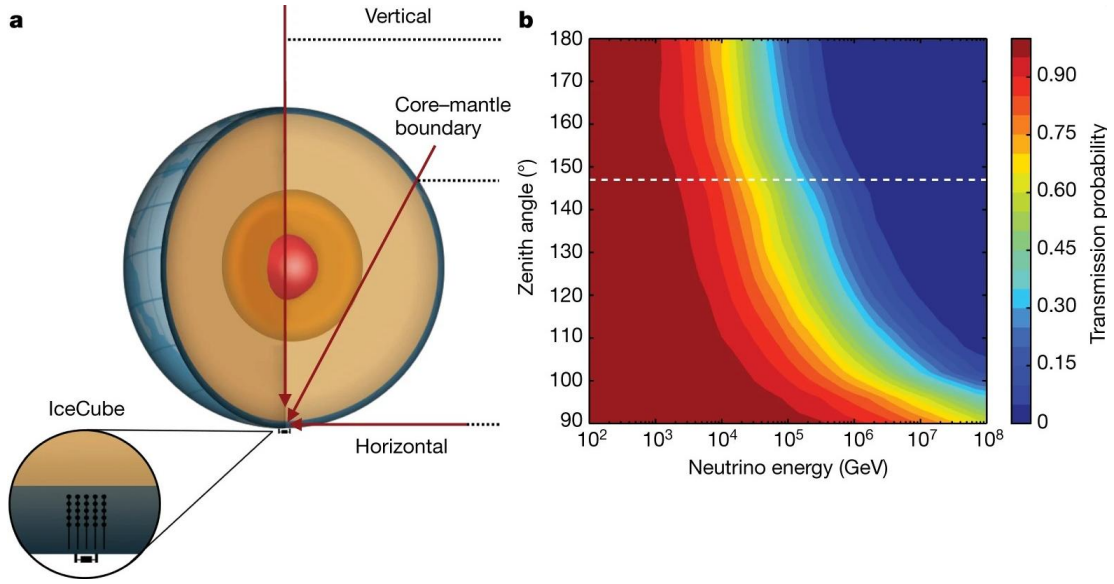 a
Vertical
Core–mantle
boundary
IceCube
Horizontal
b
180
170
160
150
140
130
120
110
100
90
Zenith angle (°)
10² 10³ 10⁴ 10⁵ 10⁶ 10⁷ 10⁸
Neutrino energy (GeV)
0.90
0.75
0.60
0.45
0.30
0.15
0
Transmission probability